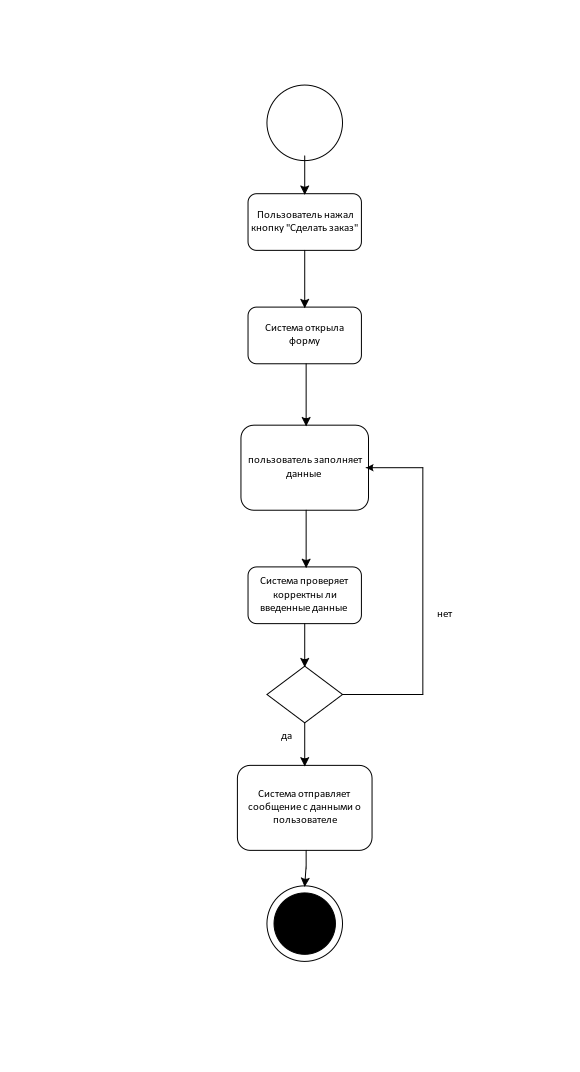 Пользователь нажал
кнопку "Сделать заказ"
Система открыла
форму
пользователь заполняет
данные
Система проверяет
корректны ли
введенные данные
нет
да
Система отправляет
сообщение с данными о
пользователе